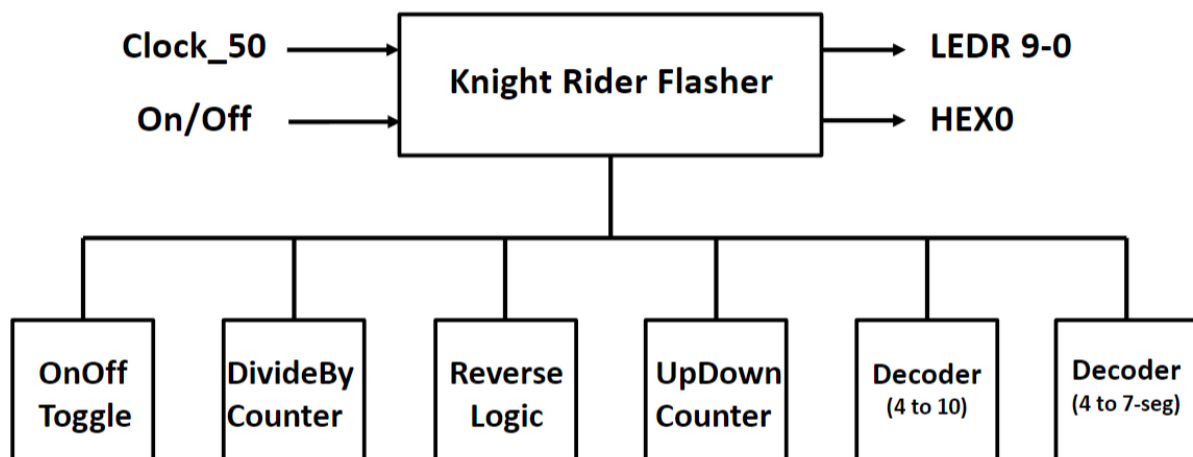 Clock_50
On/Off
Knight Rider Flasher
LEDR 9-0
HEX0
OnOff
Toggle
DivideBy
Counter
Reverse
Logic
UpDown
Counter
Decoder
(4 to 10)
Decoder
(4 to 7-seg)